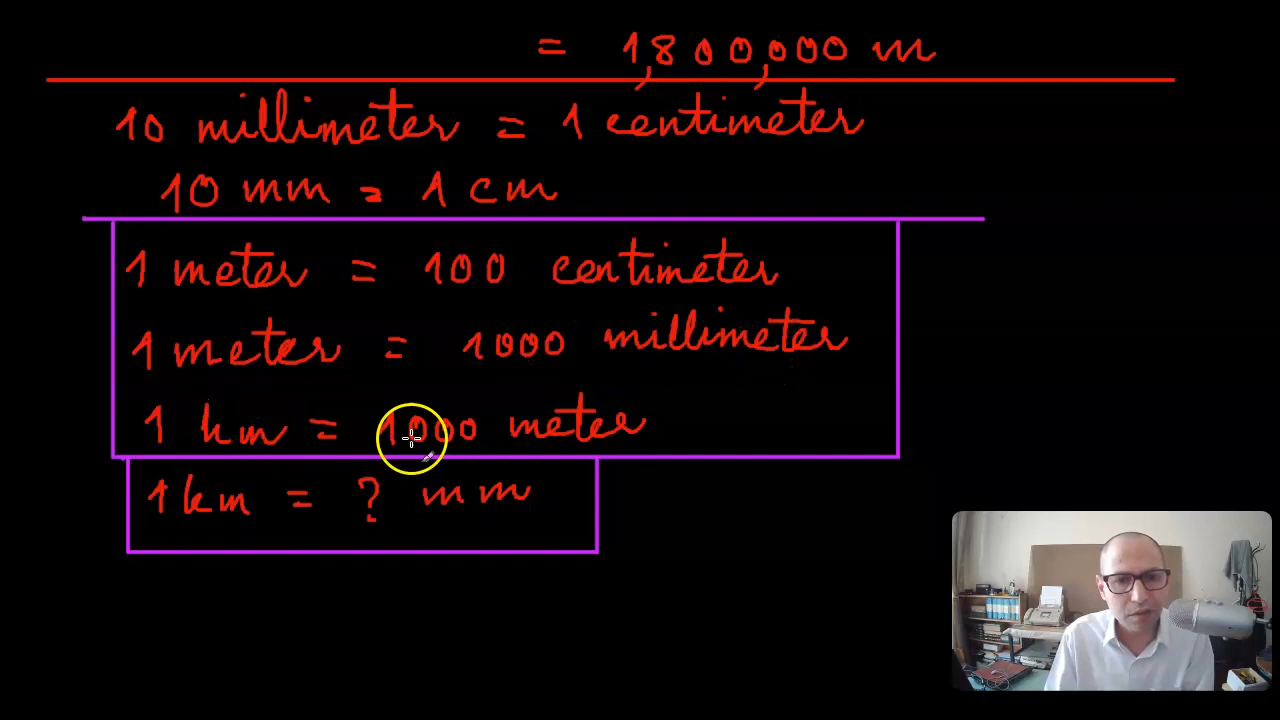 = 1,800,000 m
10 millimeter = 1 centimeter
10 mm = 1 cm
1 meter = 100 centimeter
1 meter = 1000 millimeter
1 km = 1000 meter
1 km = ? mm